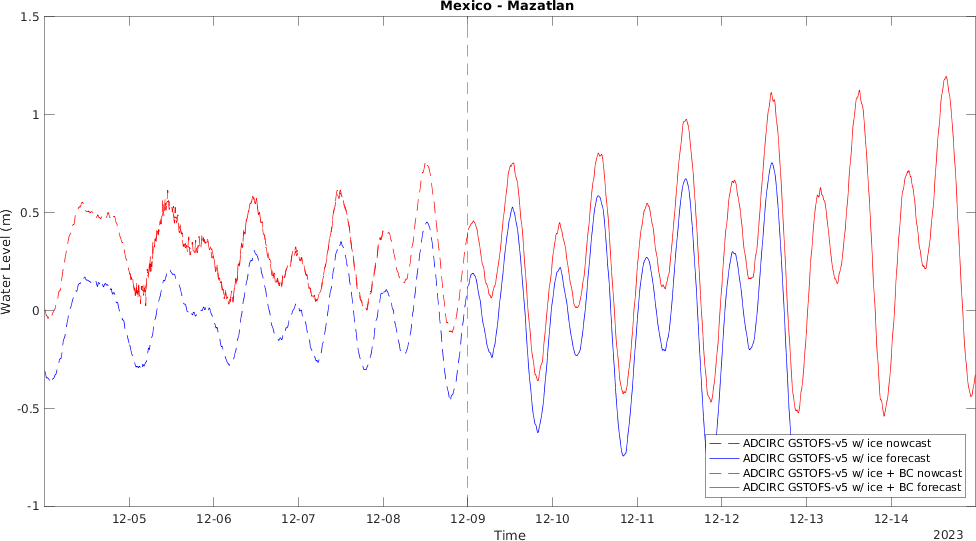 Mexico - Mazatlan
1.5
1
0.5
0
-0.5
-1
Water Level (m)
12-05 12-06 12-07 12-08 12-09 12-10 12-11 12-12 12-13 12-14
Time
2023
ADCIRC GSTOFS-v5 w/ ice nowcast
ADCIRC GSTOFS-v5 w/ ice forecast
ADCIRC GSTOFS-v5 w/ ice + BC nowcast
ADCIRC GSTOFS-v5 w/ ice + BC forecast